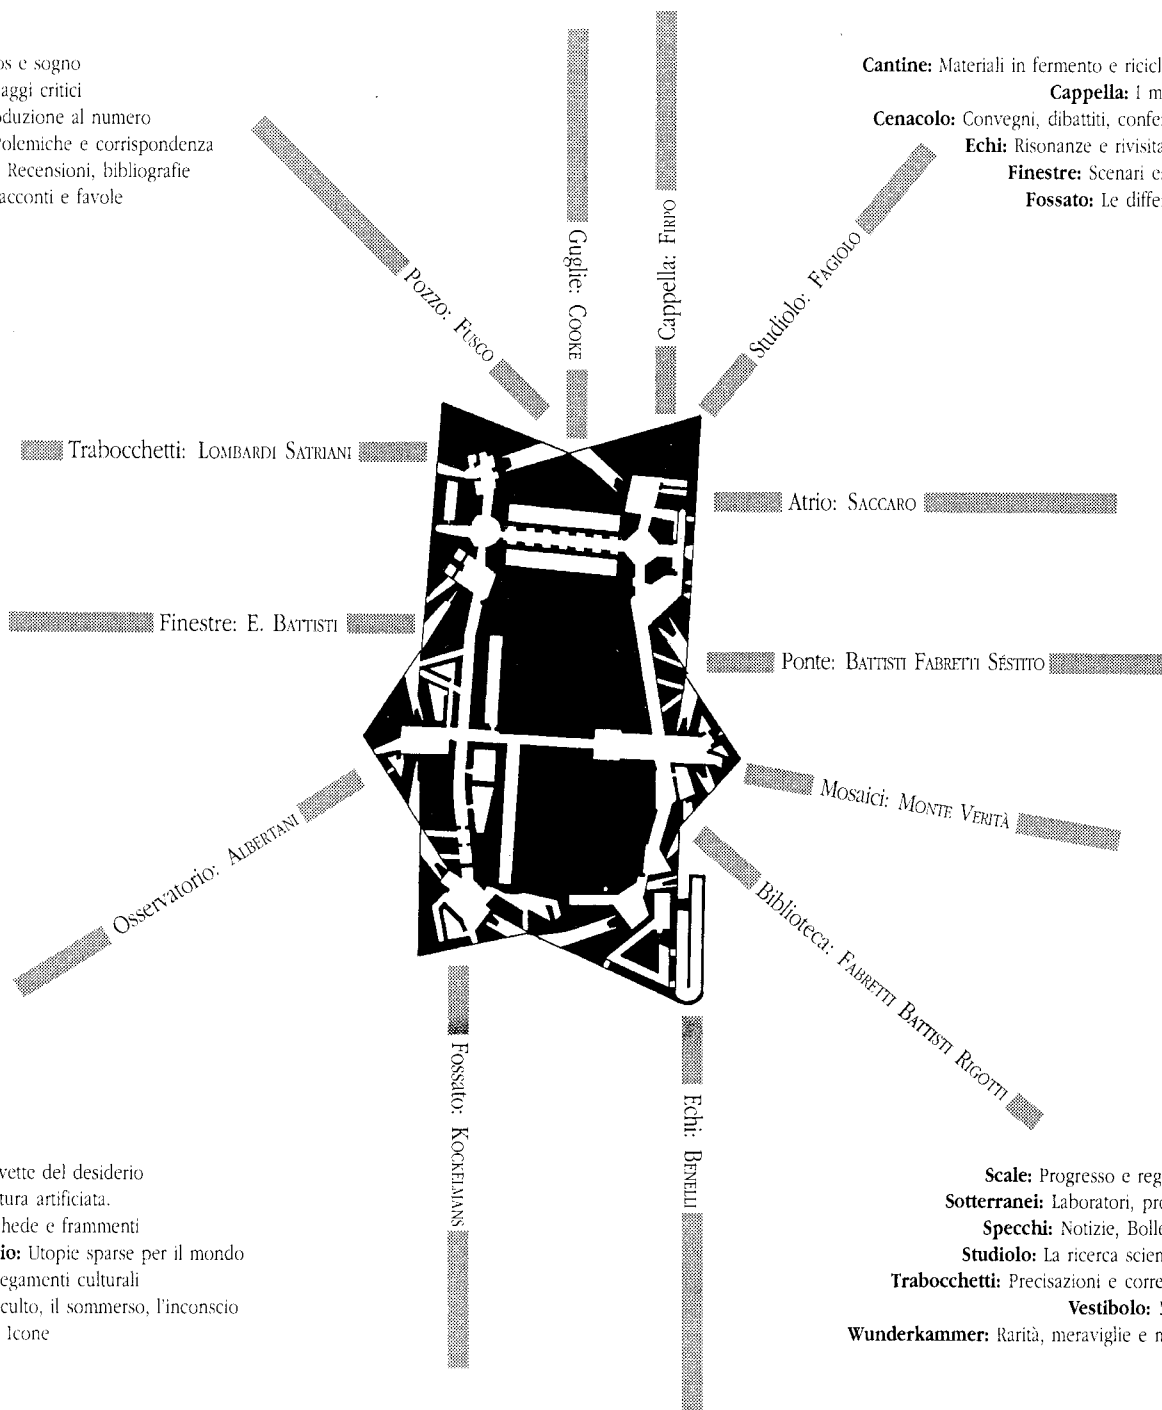 os e sogno
aggi critici
oduzione al numero
Polemiche e corrispondenza
Recensioni, bibliografie
acconti e favole
Cantine: Materiali in fermento e ricicl
Cappella: I m
Cenacolo: Convegni, dibattiti, confe
Echi: Risonanze e rivisita
Finestre: Scenari e
Fossato: Le diffe
Pozzo: Fusco
Guglie: Cooke
Cappella: Firpo
Studiolo: Fagiolo
Trabocchetti: Lombardi Satriani
Atrio: Saccaro
Finestre: E. Battisti
Ponte: Battisti Fabretti Séstito
Mosaici: Monte Verità
Osservatorio: Albertani
Biblioteca: Fabretti Battisti Rigotti
Fossato: Kockelmans
Echi: Benelli
vette del desiderio
tura artificiata.
hede e frammenti
io: Utopie sparse per il mondo
egamenti culturali
culto, il sommerso, l'inconscio
Icone
Scale: Progresso e reg
Sotterranei: Laboratori, pro
Specchi: Notizie, Bolle
Studiolo: La ricerca scien
Trabocchetti: Precisazioni e corre
Vestibolo:
Wunderkammer: Rarità, meraviglie e m